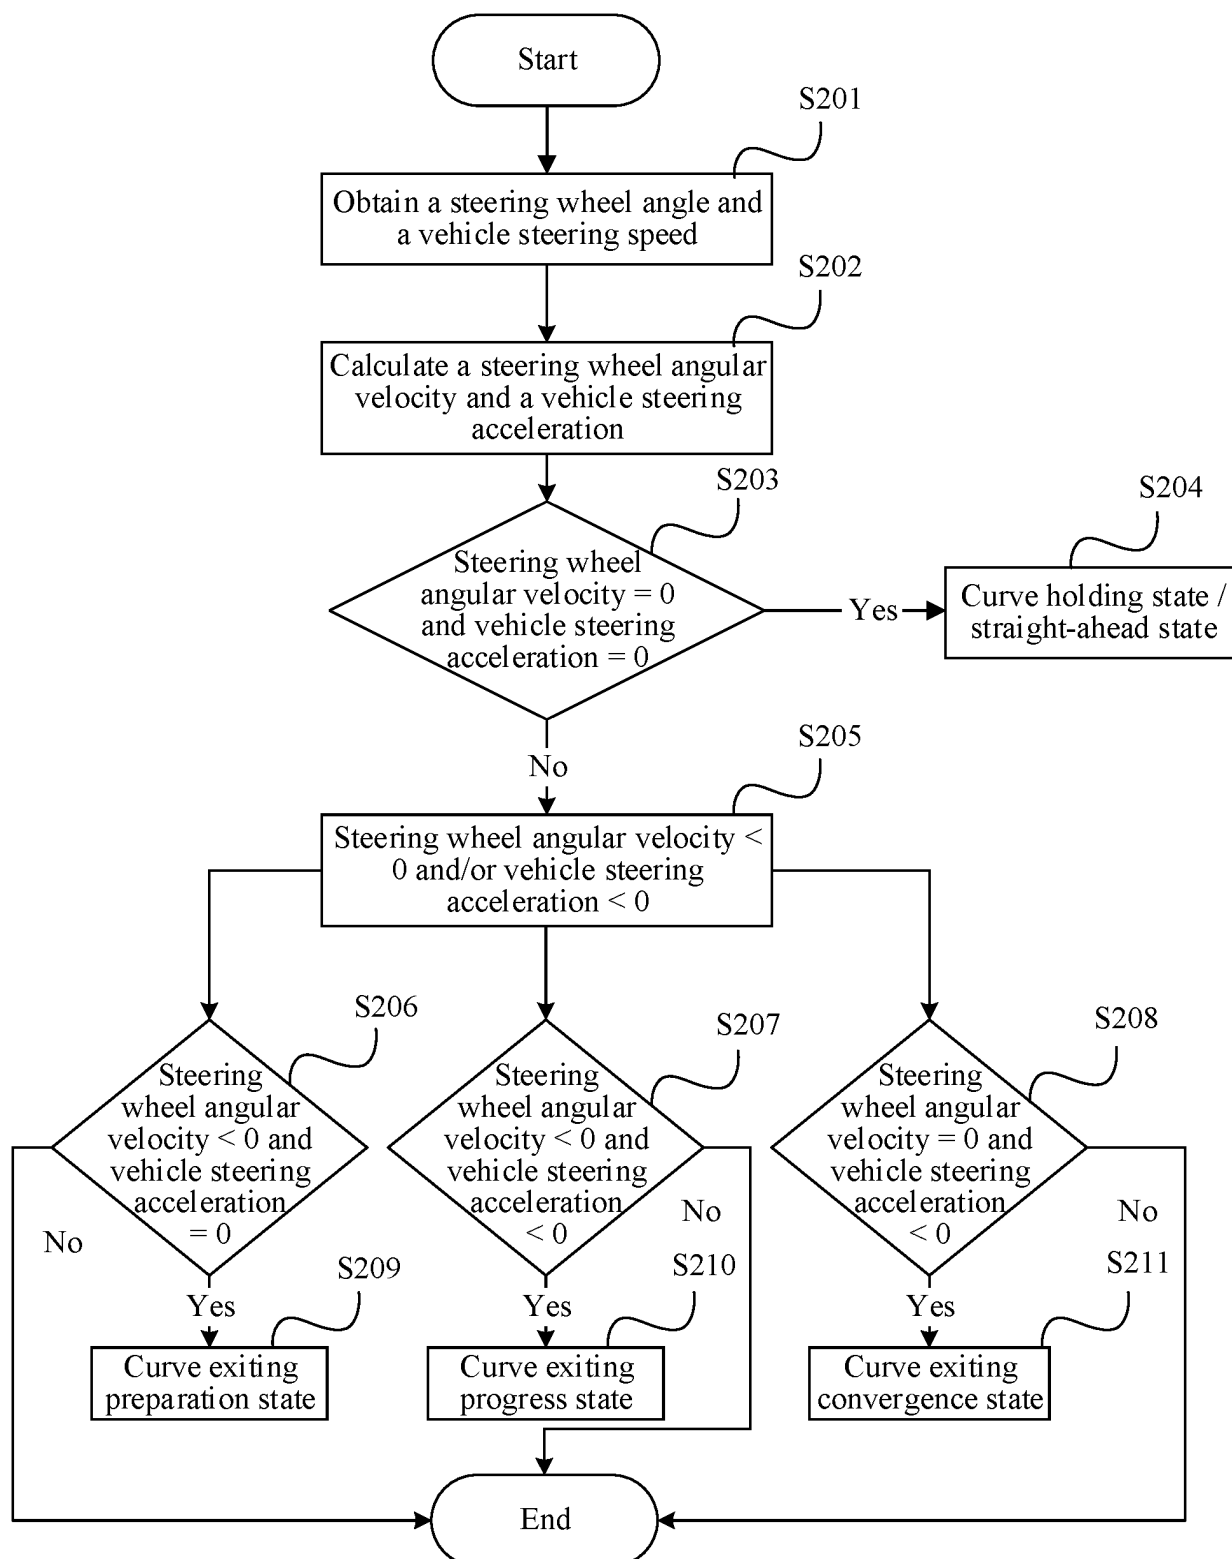 Start
S201
Obtain a steering wheel angle and
a vehicle steering speed
S202
Calculate a steering wheel angular
velocity and a vehicle steering
acceleration
S203
Steering wheel
angular velocity = 0
and vehicle steering
acceleration = 0
Yes
S204
Curve holding state /
straight-ahead state
No
S205
Steering wheel angular velocity <
0 and/or vehicle steering
acceleration < 0
S206
Steering
wheel angular
velocity < 0 and
vehicle steering
acceleration
= 0
No
Yes
S207
Steering
wheel angular
velocity < 0 and
vehicle steering
acceleration
< 0
No
Yes
S208
Steering
wheel angular
velocity = 0 and
vehicle steering
acceleration
< 0
No
Yes
S209
Curve exiting
preparation state
S210
Curve exiting
progress state
S211
Curve exiting
convergence state
End